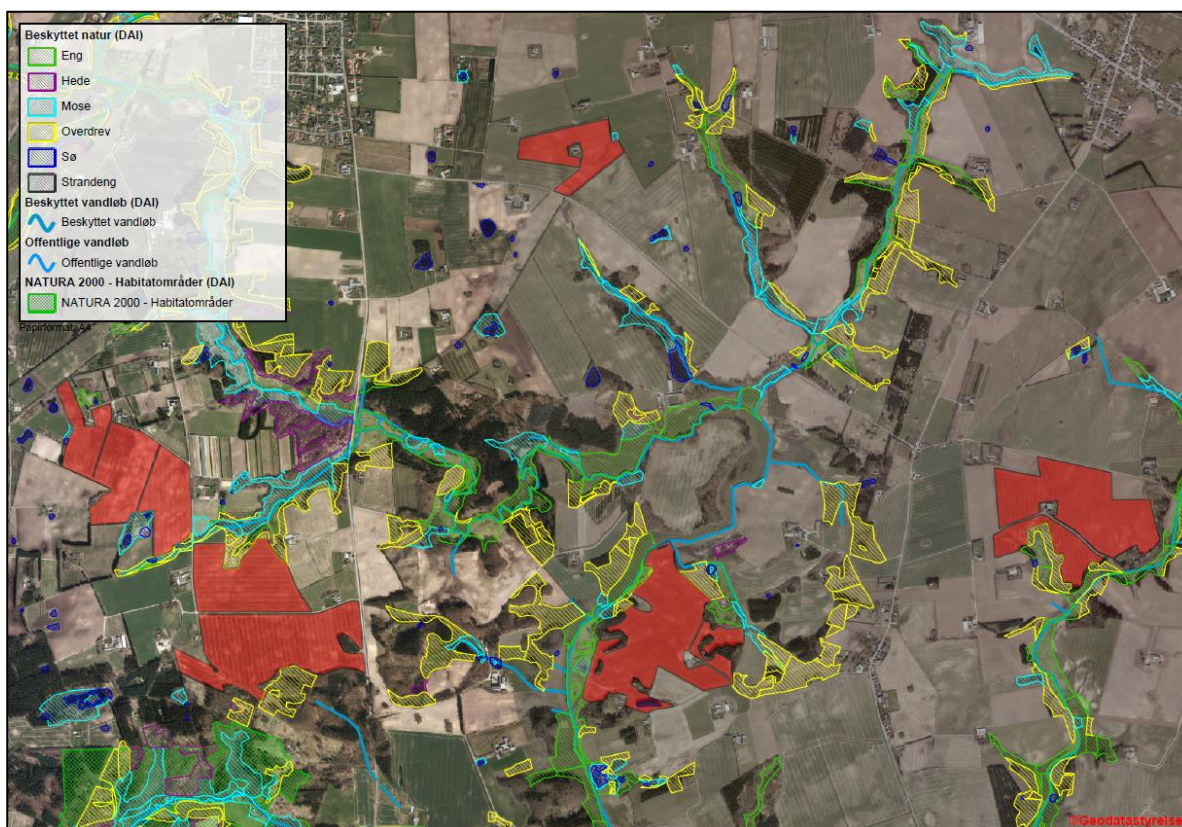 Beskyttet natur (DAI)
Eng
Hede
Mose
Overdrev
Sø
Strandeng
Beskyttet vandløb (DAI)
Beskyttet vandløb
Offentlige vandløb
Offentlige vandløb
NATURA 2000 - Habitatområder (DAI)
NATURA 2000 - Habitatområder
Papirformat: A4
©Geodatastyrelse